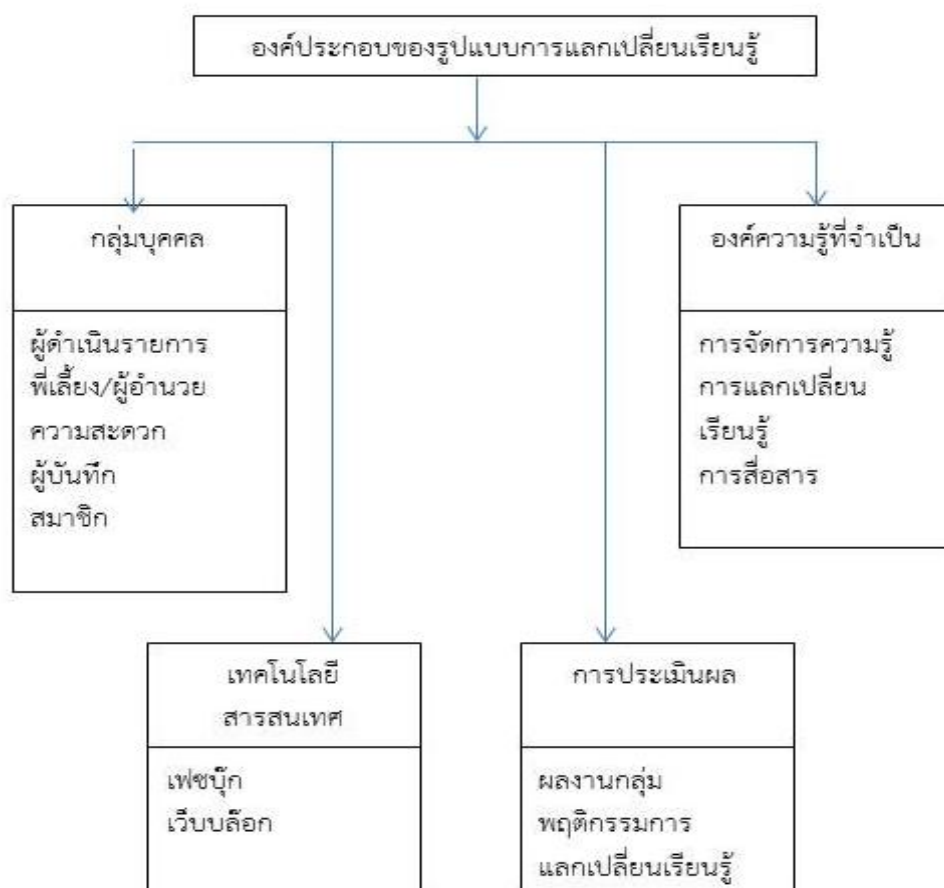 องค์ประกอบของรูปแบบการแลกเปลี่ยนเรียนรู้
กลุ่มบุคคล
ผู้ดำเนินรายการ
พี่เลี้ยง/ผู้อำนวย
ความสะดวก
ผู้บันทึก
สมาชิก
องค์ความรู้ที่จำเป็น
การจัดการความรู้
การแลกเปลี่ยน
เรียนรู้
การสื่อสาร
เทคโนโลยี
สารสนเทศ
เฟซบุ๊ก
เว็บบล็อก
การประเมินผล
ผลงานกลุ่ม
พฤติกรรมการ
แลกเปลี่ยนเรียนรู้